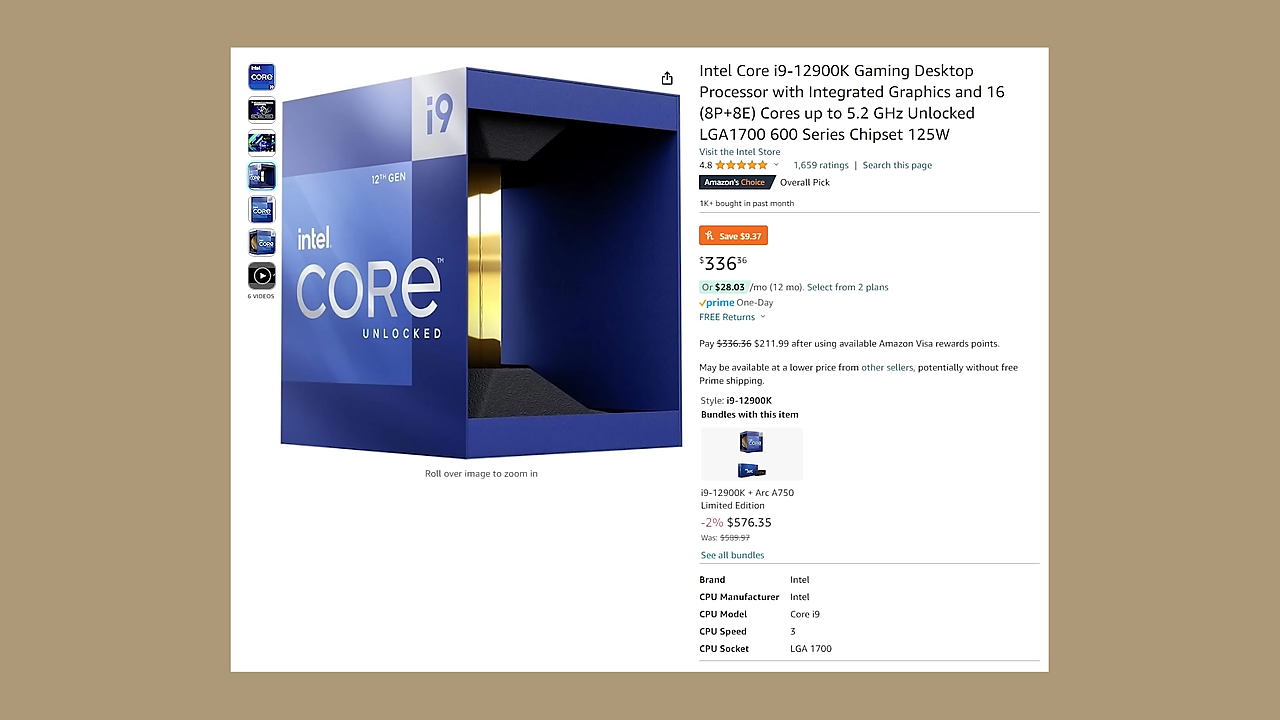 intel
CORE
i9
12TH GEN
intel.
CORE™
UNLOCKED
6 VIDEOS
Roll over image to zoom in
Intel Core i9-12900K Gaming Desktop
Processor with Integrated Graphics and 16
(8P+8E) Cores up to 5.2 GHz Unlocked
LGA1700 600 Series Chipset 125W
Visit the Intel Store
4.8 1,659 ratings | Search this page
Amazon's Choice Overall Pick
1K+ bought in past month
Save $9.37
$336 36
Or $28.03 /mo (12 mo). Select from 2 plans
prime One-Day
FREE Returns
Pay $336.36 $211.99 after using available Amazon Visa rewards points.
May be available at a lower price from other sellers, potentially without free
Prime shipping.
Style: i9-12900K
Bundles with this item
i9-12900K + Arc A750
Limited Edition
-2% $576.35
Was: $589.97
See all bundles
Brand Intel
CPU Manufacturer Intel
CPU Model Core i9
CPU Speed 3
CPU Socket LGA 1700